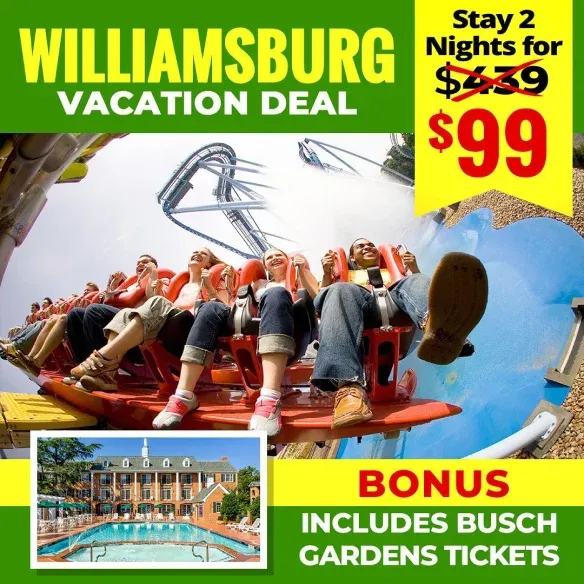 WILLIAMSBURG
VACATION DEAL
Stay 2
Nights for
$439
$99
BONUS
INCLUDES BUSCH
GARDENS TICKETS